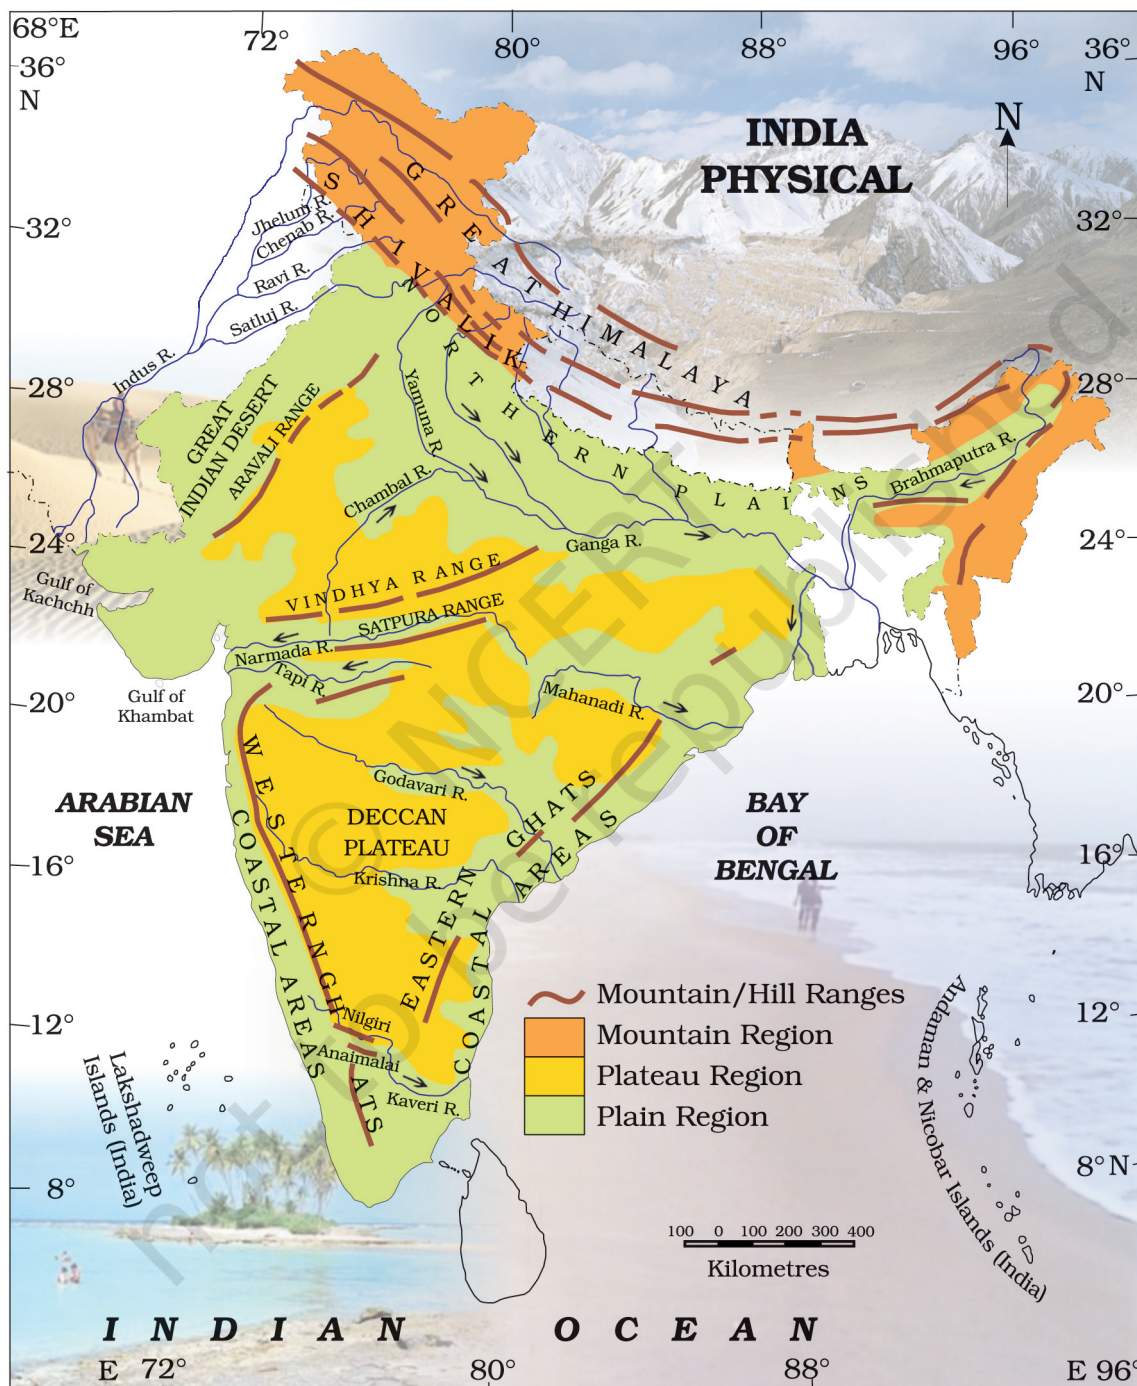 68°E
72°
80°
88°
96°
36°
N
36°
N
INDIA
PHYSICAL
N
32°
32°
28°
28°
24°
24°
20°
20°
16°
16°
12°
12°
8°
8° N
GREAT HIMALAYA
SHIVALIK
Jhelum R.
Chenab R.
Ravi R.
Satluj R.
Indus R.
NORTHERN PLAINS
GREAT
INDIAN DESERT
ARAVALI RANGE
Yamuna R.
Chambal R.
Ganga R.
Brahmaputra R.
Gulf of
Kachchh
VINDHYA RANGE
SATPURA RANGE
Narmada R.
Tapi R.
Mahanadi R.
Gulf of
Khambat
ARABIAN
SEA
WESTERN GHATS
COASTAL AREAS
Godavari R.
DECCAN
PLATEAU
Krishna R.
EASTERN GHATS
COASTAL AREAS
BAY
OF
BENGAL
Nilgiri
Anaimalai
Kaveri R.
Lakshadweep
Islands (India)
Andaman & Nicobar Islands (India)
Mountain/Hill Ranges
Mountain Region
Plateau Region
Plain Region
100 0 100 200 300 400
Kilometres
INDIAN OCEAN
E 72°
80°
88°
E 96°
© NCERT
not to be republished